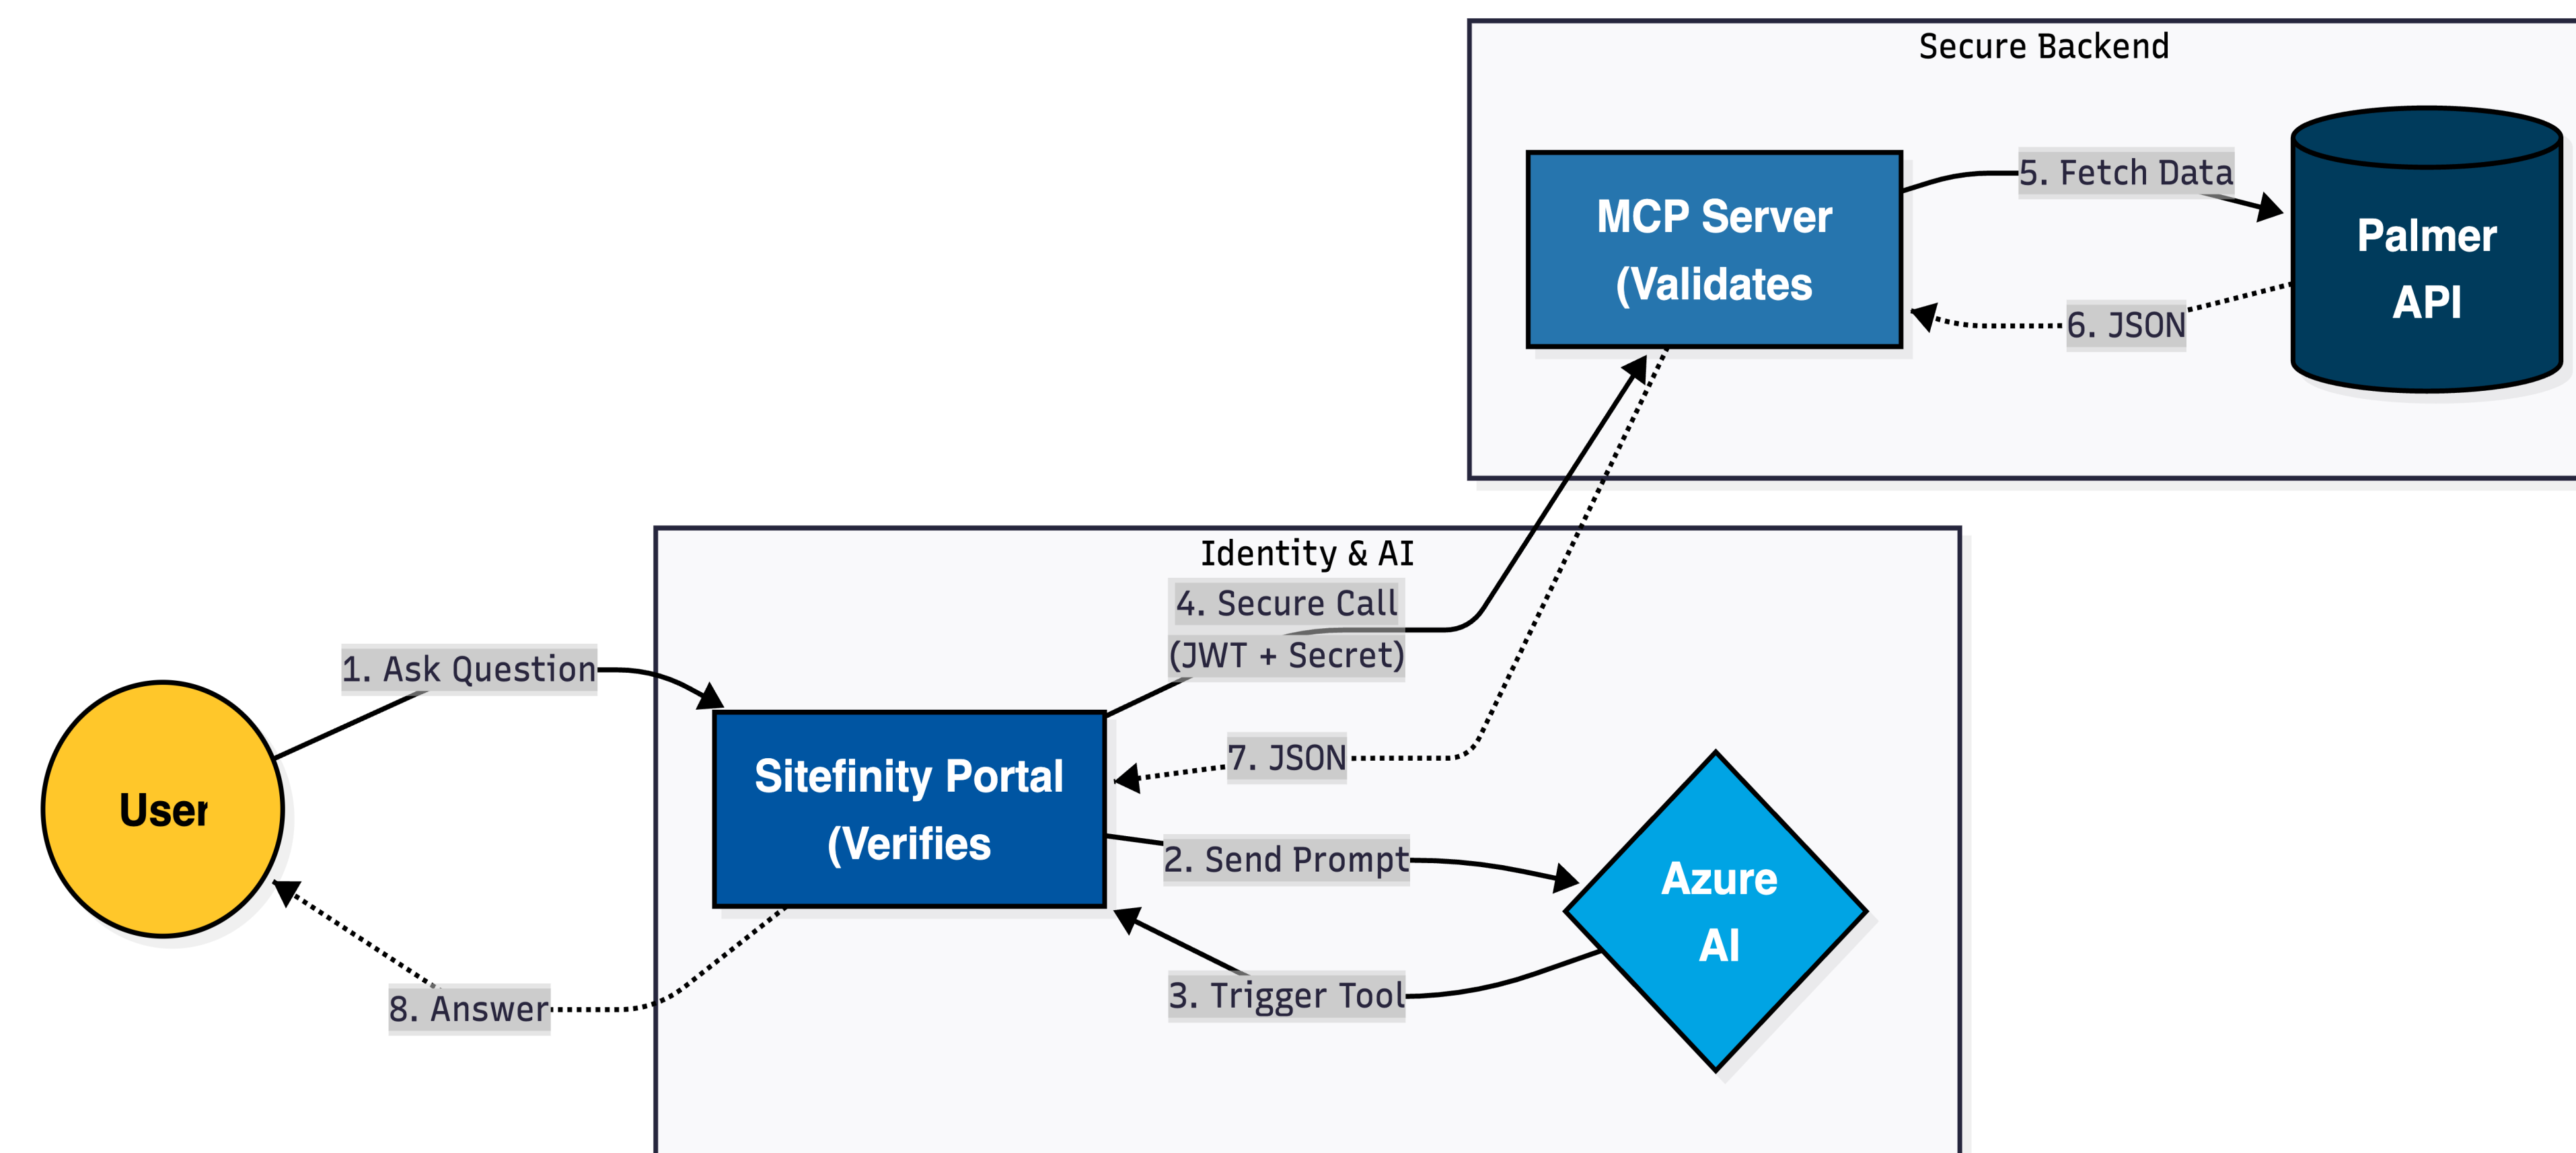 Secure Backend
MCP Server
(Validates
5. Fetch Data
6. JSON
Palmer
API
Identity & AI
4. Secure Call
(JWT + Secret)
1. Ask Question
7. JSON
Sitefinity Portal
(Verifies
User
2. Send Prompt
Azure
AI
3. Trigger Tool
8. Answer